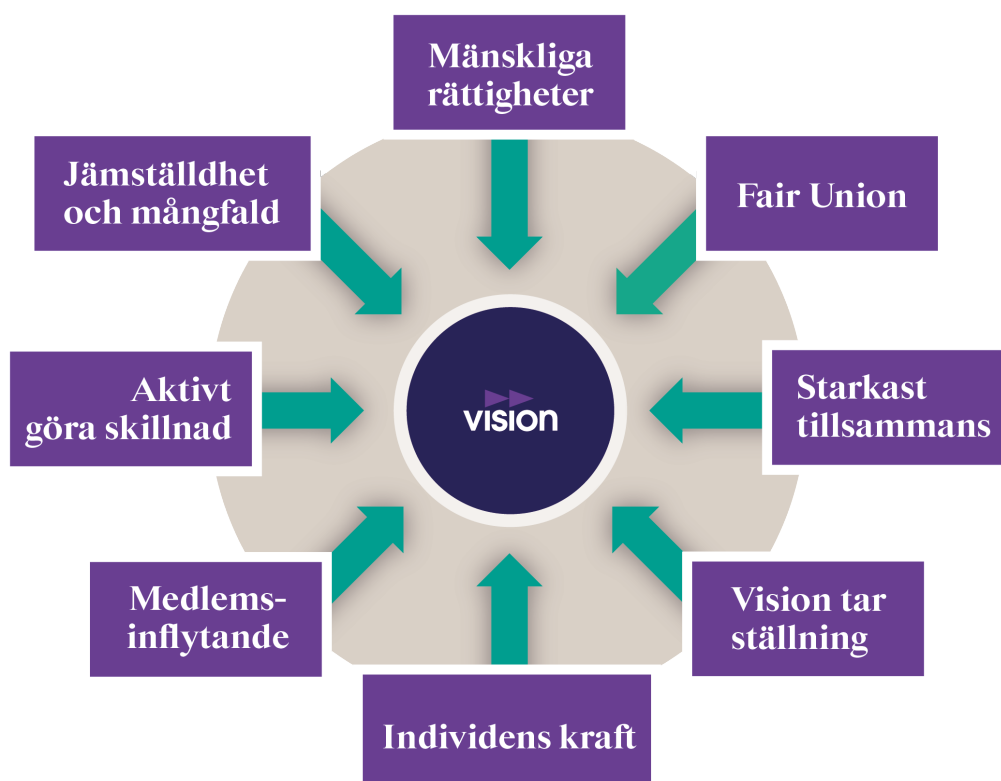 Mänskliga
rättigheter
Jämställdhet
och mångfald
Fair Union
Aktivt
göra skillnad
vision
Starkast
tillsammans
Medlems-
inflytande
Vision tar
ställning
Individens kraft